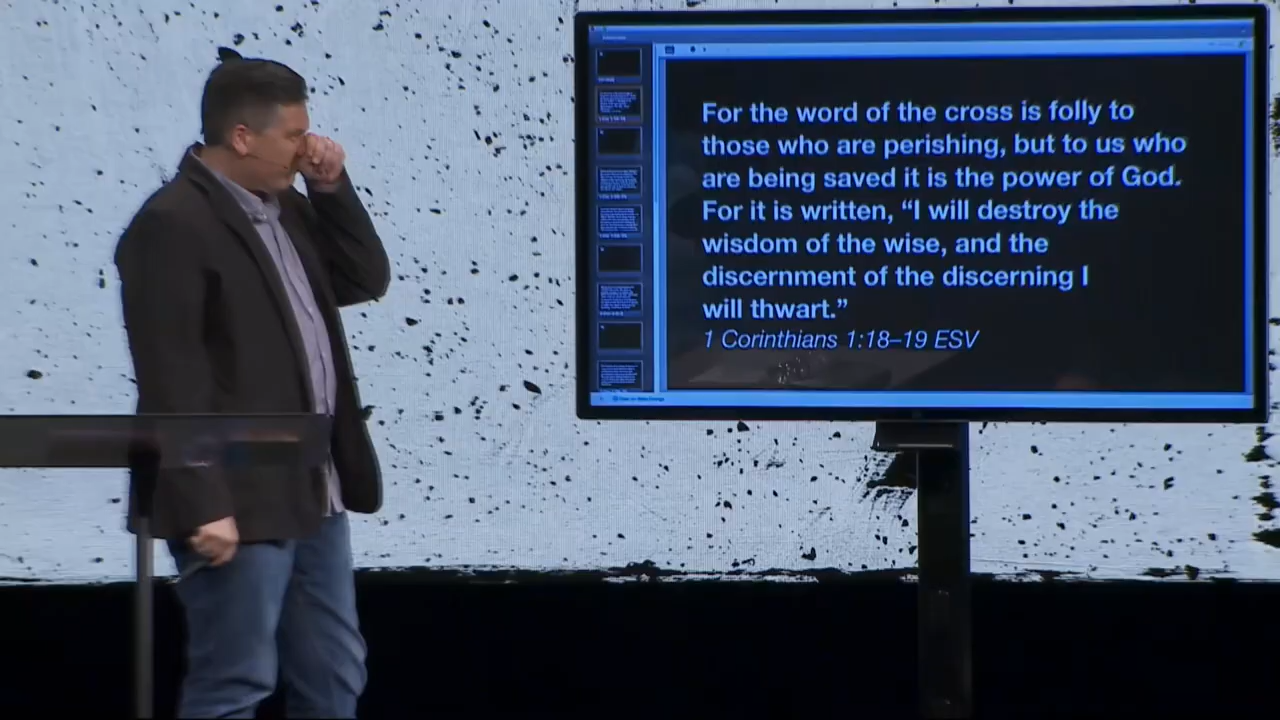 For the word of the cross is folly to
those who are perishing, but to us who
are being saved it is the power of God.
For it is written, “I will destroy the
wisdom of the wise, and the
discernment of the discerning I
will thwart.”
1 Corinthians 1:18–19 ESV